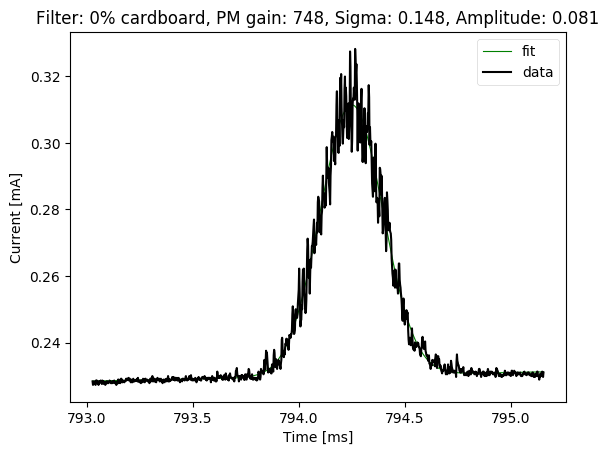 Filter: 0% cardboard, PM gain: 748, Sigma: 0.148, Amplitude: 0.081
fit
data
0.32
0.30
0.28
0.26
0.24
Current [mA]
793.0 793.5 794.0 794.5 795.0
Time [ms]